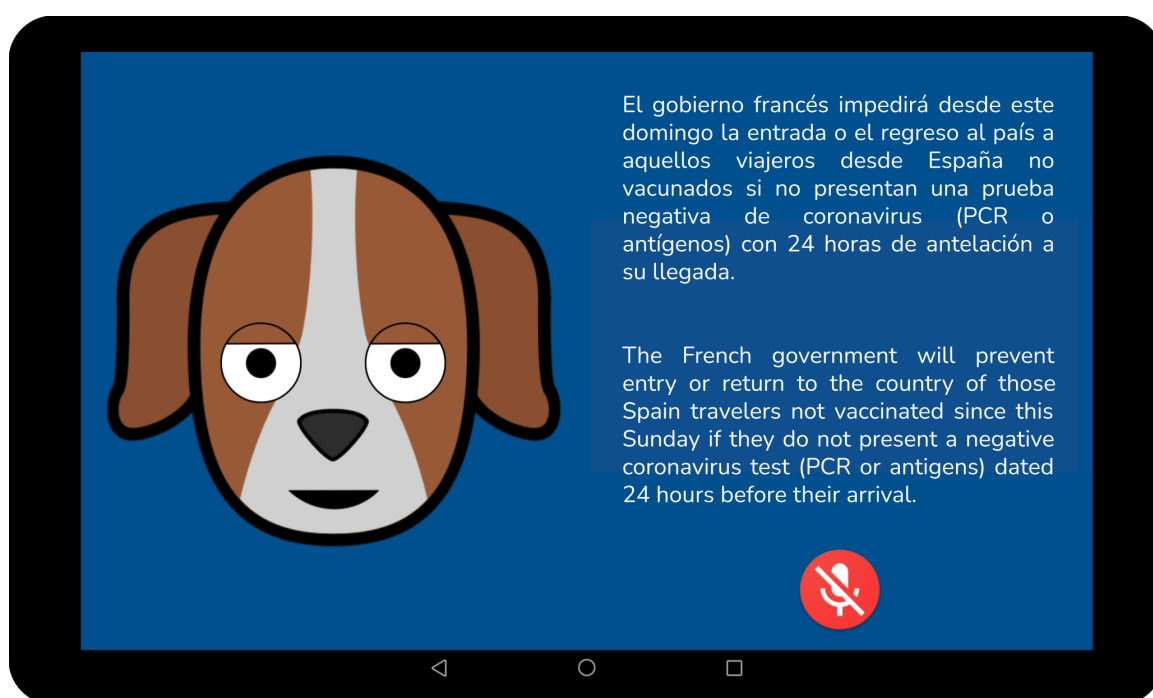 El gobierno francés impedirá desde este
domingo la entrada o el regreso al país a
aquellos viajeros desde España no
vacunados si no presentan una prueba
negativa de coronavirus (PCR o
antígenos) con 24 horas de antelación a
su llegada.
The French government will prevent
entry or return to the country of those
Spain travelers not vaccinated since this
Sunday if they do not present a negative
coronavirus test (PCR or antigens) dated
24 hours before their arrival.